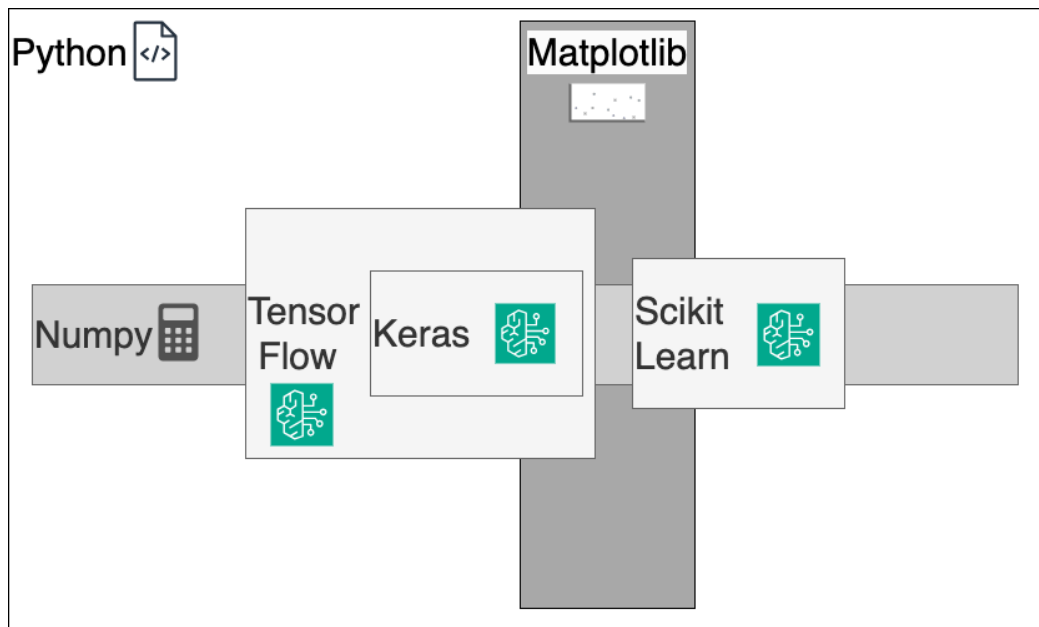 Python </>
Matplotlib
Numpy
Tensor
Flow
Keras
Scikit
Learn